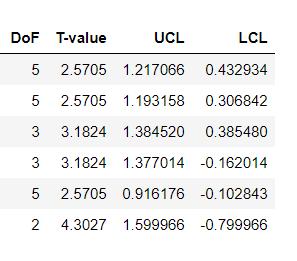 DoF T-value UCL LCL
5 2.5705 1.217066 0.432934
5 2.5705 1.193158 0.306842
3 3.1824 1.384520 0.385480
3 3.1824 1.377014 -0.162014
5 2.5705 0.916176 -0.102843
2 4.3027 1.599966 -0.799966